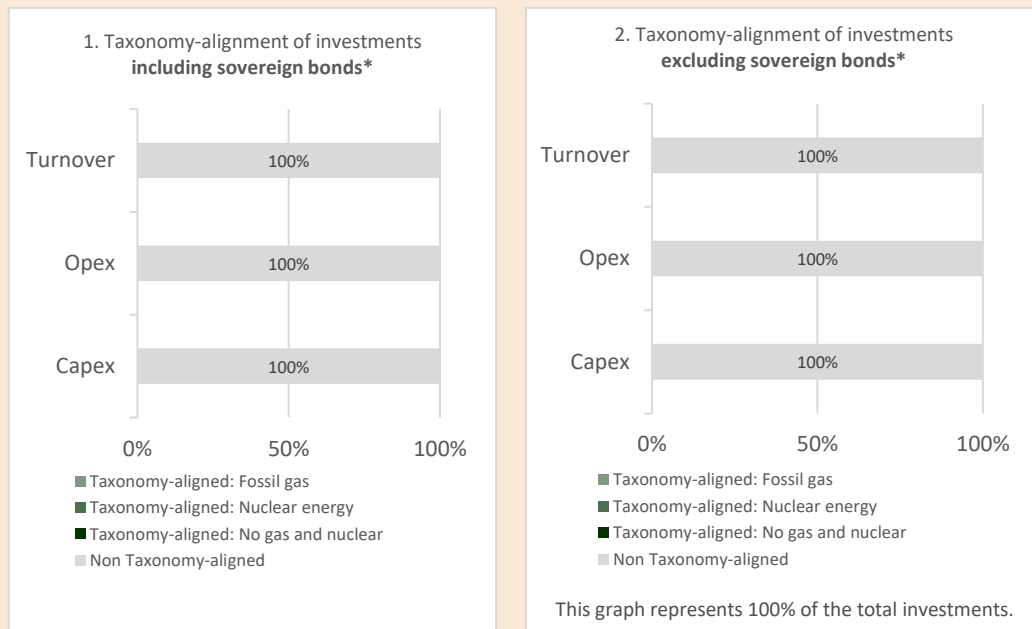 1. Taxonomy-alignment of investments
including sovereign bonds*
Turnover
100%
Opex
100%
Capex
100%
0%
50%
100%
Taxonomy-aligned: Fossil gas
Taxonomy-aligned: Nuclear energy
Taxonomy-aligned: No gas and nuclear
Non Taxonomy-aligned
2. Taxonomy-alignment of investments
excluding sovereign bonds*
Turnover
100%
Opex
100%
Capex
100%
0%
50%
100%
Taxonomy-aligned: Fossil gas
Taxonomy-aligned: Nuclear energy
Taxonomy-aligned: No gas and nuclear
Non Taxonomy-aligned
This graph represents 100% of the total investments.